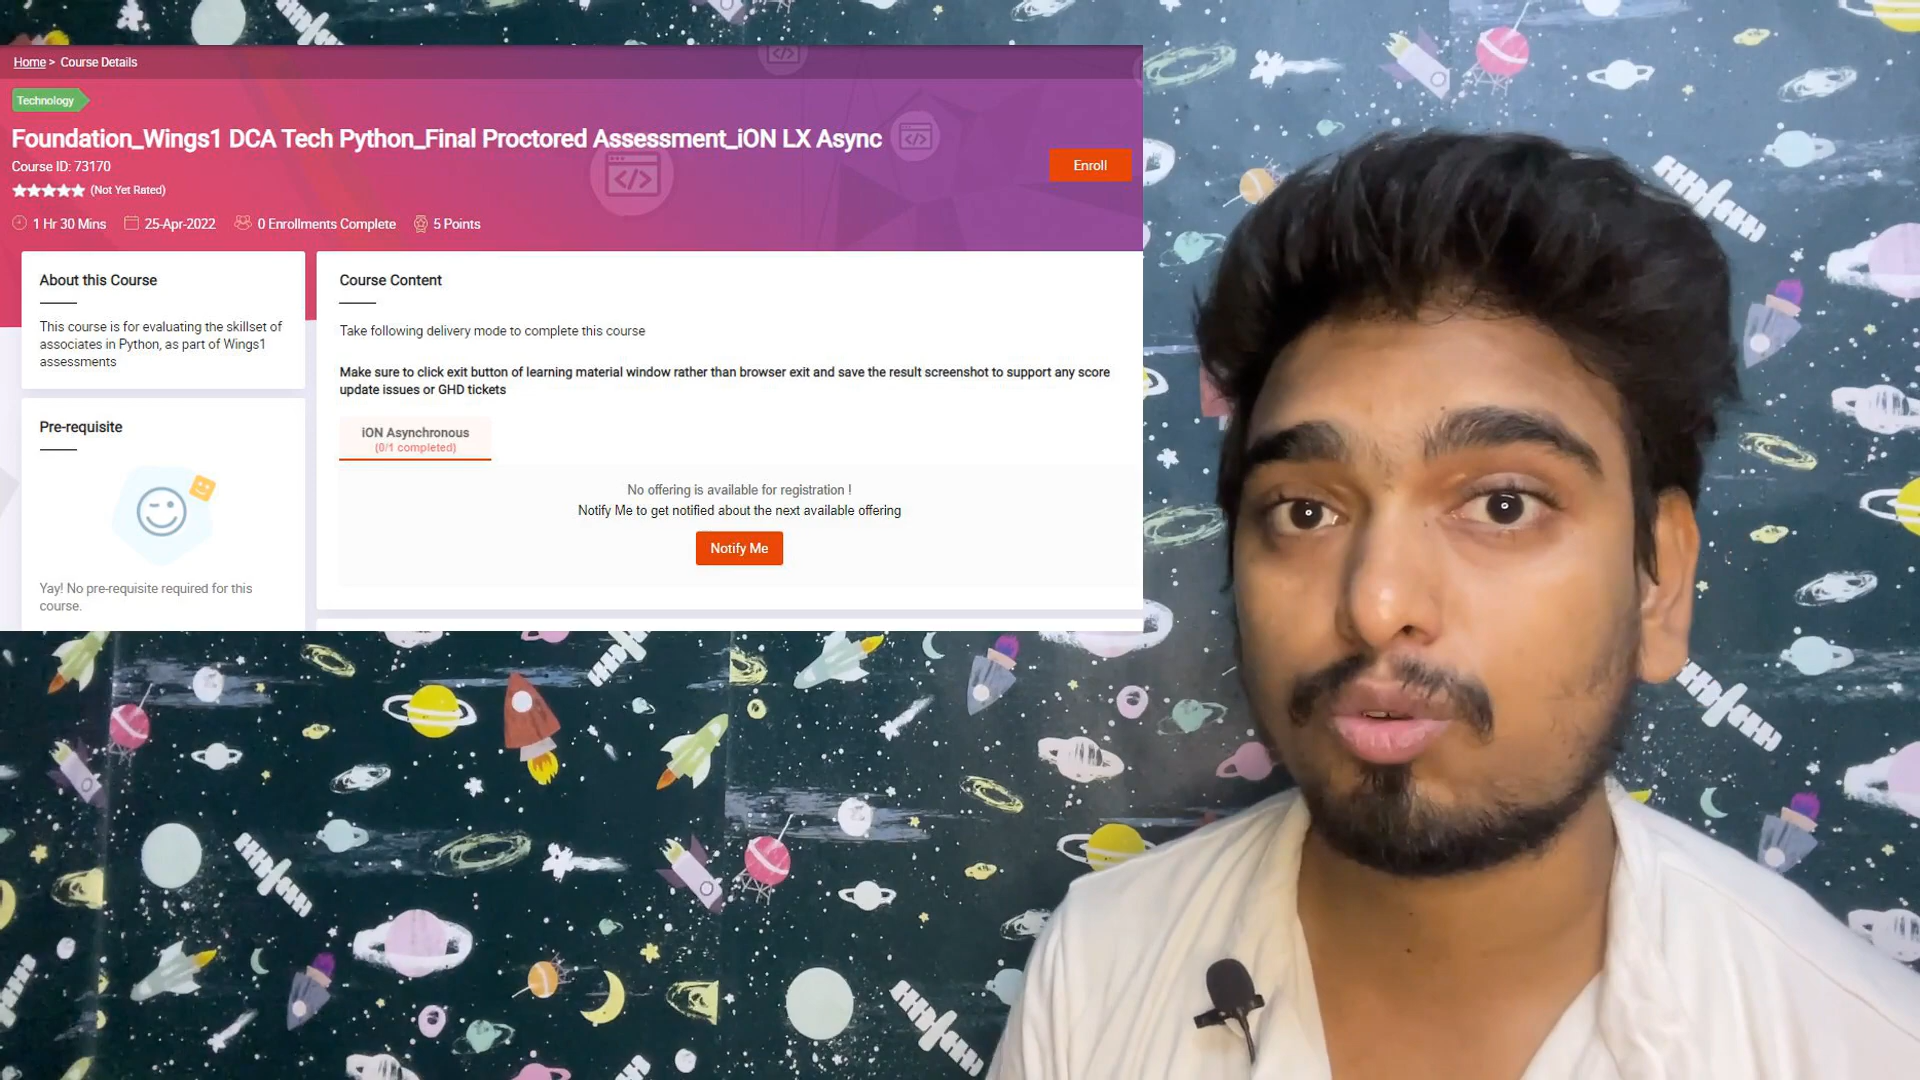 Home > Course Details
Technology
Foundation_Wings1 DCA Tech Python_Final Proctored Assessment_iON LX Async
Course ID: 73170
Enroll
(Not Yet Rated)
1 Hr 30 Mins 25-Apr-2022 0 Enrollments Complete 5 Points
About this Course
This course is for evaluating the skillset of
associates in Python, as part of Wings1
assessments
Pre-requisite
Yay! No pre-requisite required for this
course.
Course Content
Take following delivery mode to complete this course
Make sure to click exit button of learning material window rather than browser exit and save the result screenshot to support any score
update issues or GHD tickets
iON Asynchronous
(0/1 completed)
No offering is available for registration !
Notify Me to get notified about the next available offering
Notify Me